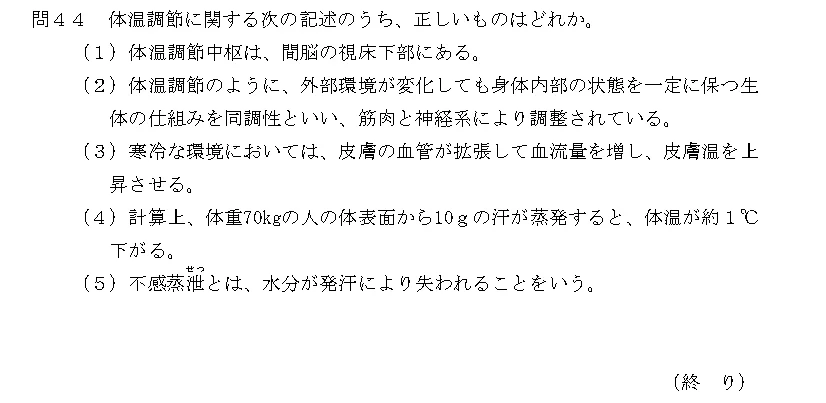 問44 体温調節に関する次の記述のうち、正しいものはどれか。
(1)体温調節中枢は、間脳の視床下部にある。
(2)体温調節のように、外部環境が変化しても身体内部の状態を一定に保つ生
体の仕組みを同調性といい、筋肉と神経系により調整されている。
(3)寒冷な環境においては、皮膚の血管が拡張して血流量を増し、皮膚温を上
昇させる。
(4)計算上、体重70kgの人の体表面から10gの汗が蒸発すると、体温が約1℃
下がる。
せつ
(5)不感蒸泄とは、水分が発汗により失われることをいう。
(終 り)